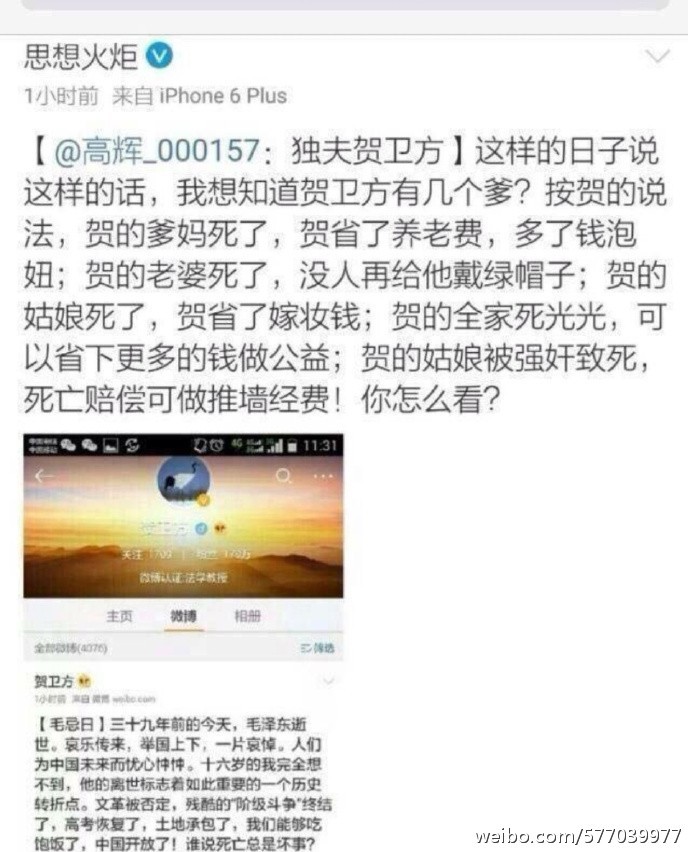 思想火炬
1小时前 来自 iPhone 6 Plus
【@高辉_000157：独夫贺卫方】这样的日子说
这样的话，我想知道贺卫方有几个爹？按贺的说
法，贺的爹妈死了，贺省了养老费，多了钱泡
妞；贺的老婆死了，没人再给他戴绿帽子；贺的
姑娘死了，贺省了嫁妆钱；贺的全家死光光，可
以省下更多的钱做公益；贺的姑娘被强奸致死，
死亡赔偿可做推墙经费！你怎么看？
4G
11:31
贺卫方
关注 1709 | 粉丝 170万
微博认证:法学教授
主页 微博 相册
全部微博(4076) 筛选
贺卫方
1小时前 来自 微博 weibo.com
【毛忌日】三十九年前的今天，毛泽东逝
世。哀乐传来，举国上下，一片哀悼。人们
为中国未来而忧心忡忡。十六岁的我完全想
不到，他的离世标志着如此重要的一个历史
转折点。文革被否定，残酷的“阶级斗争”终结
了，高考恢复了，土地承包了，我们能够吃
饱饭了，中国开放了！谁说死亡总是坏事？
weibo.com/577039977